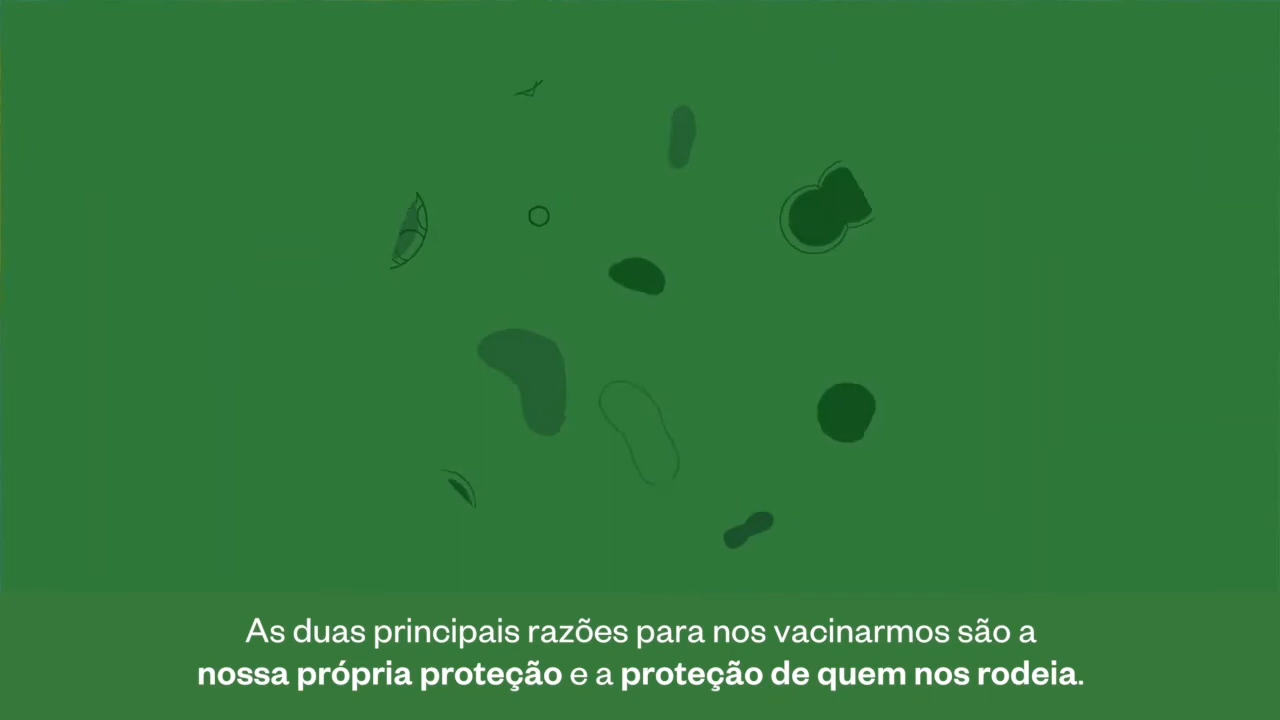 As duas principais razões para nos vacinarmos são a
nossa própria proteção e a proteção de quem nos rodeia.